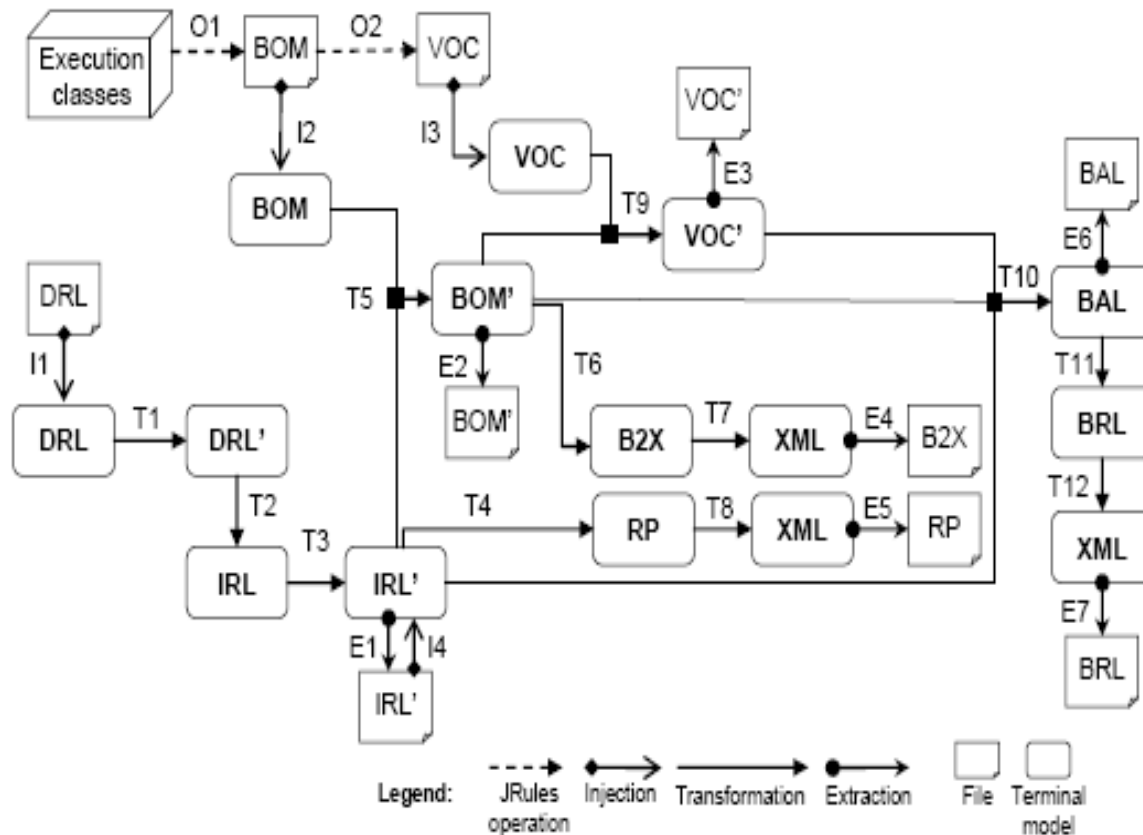 O1
O2
Execution
classes
BOM
VOC
I2
I3
VOC'
VOC
E3
BAL
BOM
T9
VOC'
E6
DRL
T5
BOM'
T10
BAL
I1
E2
T6
T11
BOM'
DRL
T1
DRL'
B2X
T7
XML
E4
B2X
BRL
T2
T4
T12
T3
RP
T8
XML
E5
RP
IRL
IRL'
XML
E1
I4
E7
IRL'
BRL
Legend:
JRules
operation
Injection
Transformation
Extraction
File
Terminal
model